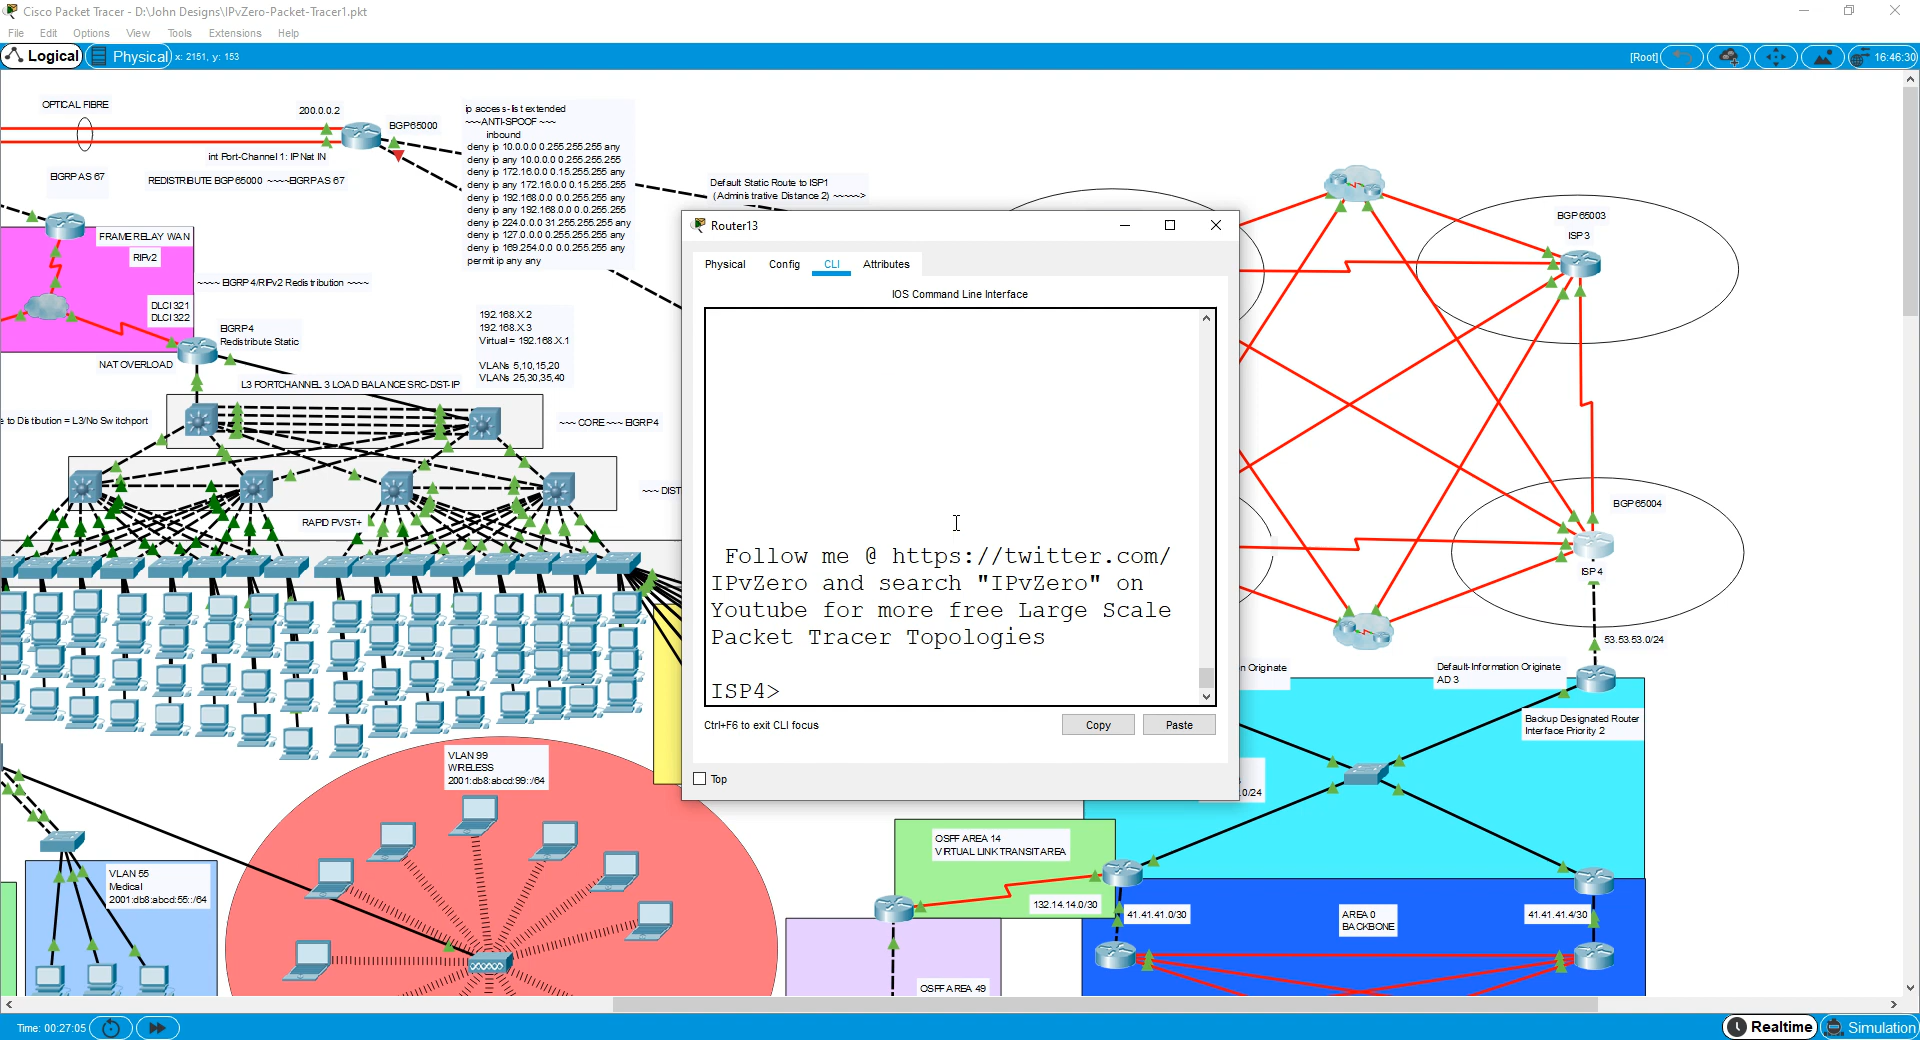 Cisco Packet Tracer - D:\John Designs\IPvZero-Packet-Tracer1.pkt
File Edit Options View Tools Extensions Help
Logical Physical x: 2151, y: 153 [Root] 16:46:30
OPTICAL FIBRE
200.0.0.2
BGP65000
int Port-Channel 1: IP Nat IN
EIGRP AS 67
REDISTRIBUTE BGP 65000 ~~~~EIGRP AS 67
ip access-list extended
~~~ANTI-SPOOF ~~~
inbound
deny ip 10.0.0.0 0.255.255.255 any
deny ip any 10.0.0.0 0.255.255.255
deny ip 172.16.0.0 0.15.255.255 any
deny ip any 172.16.0.0 0.15.255.255
deny ip 192.168.0.0 0.0.255.255 any
deny ip any 192.168.0.0 0.0.255.255
deny ip 224.0.0.0 31.255.255.255 any
deny ip 127.0.0.0 0.255.255.255 any
deny ip 169.254.0.0 0.0.255.255 any
permit ip any any
Default Static Route to ISP1
(Administrative Distance 2) ~~~~~>
FRAME RELAY WAN
RIPv2
~~~~ EIGRP 4/RIPv2 Redistribution ~~~~
DLCI 321
DLCI 322
EIGRP4
Redistribute Static
NAT OVERLOAD
192.168.X.2
192.168.X.3
Virtual = 192.168.X.1
VLANs 5,10,15,20
VLANs 25,30,35,40
L3 PORTCHANNEL 3 LOAD BALANCE SRC-DST-IP
e to Distibution = L3/No Switchport
~~~ CORE ~~~ EIGRP4
~~~ DIST
RAPID PVST+
Router13
Physical Config CLI Attributes
IOS Command Line Interface
Follow me @ https://twitter.com/
IPvZero and search "IPvZero" on
Youtube for more free Large Scale
Packet Tracer Topologies
ISP4>
Ctrl+F6 to exit CLI focus
Copy Paste
Top
BGP 65003
ISP 3
BGP 65004
ISP 4
53.53.53.0/24
n Originate
Default-Information Originate
AD 3
Backup Designated Router
Interface Priority 2
.0/24
VLAN 99
WIRELESS
2001:db8:abcd:99::/64
VLAN 55
Medical
2001:db8:abcd:55::/64
OSPF AREA 14
VIRTUAL LINK TRANSIT AREA
132.14.14.0/30
41.41.41.0/30
AREA 0
BACKBONE
41.41.41.4/30
OSPF AREA 49
Time: 00:27:05
Realtime Simulation